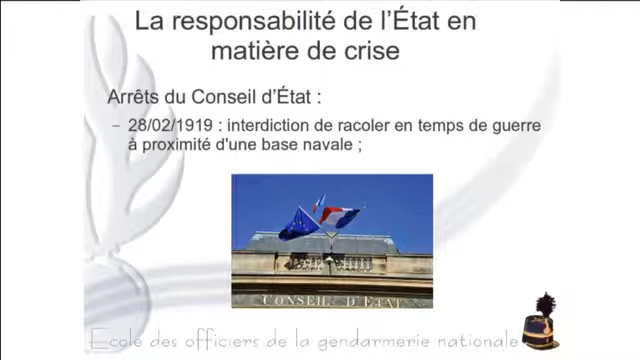 La responsabilité de l’État en
matière de crise
Arrêts du Conseil d’État :
– 28/02/1919 : interdiction de racoler en temps de guerre
à proximité d'une base navale ;
CONSEIL D'ETAT
Ecole des officiers de la gendarmerie nationale